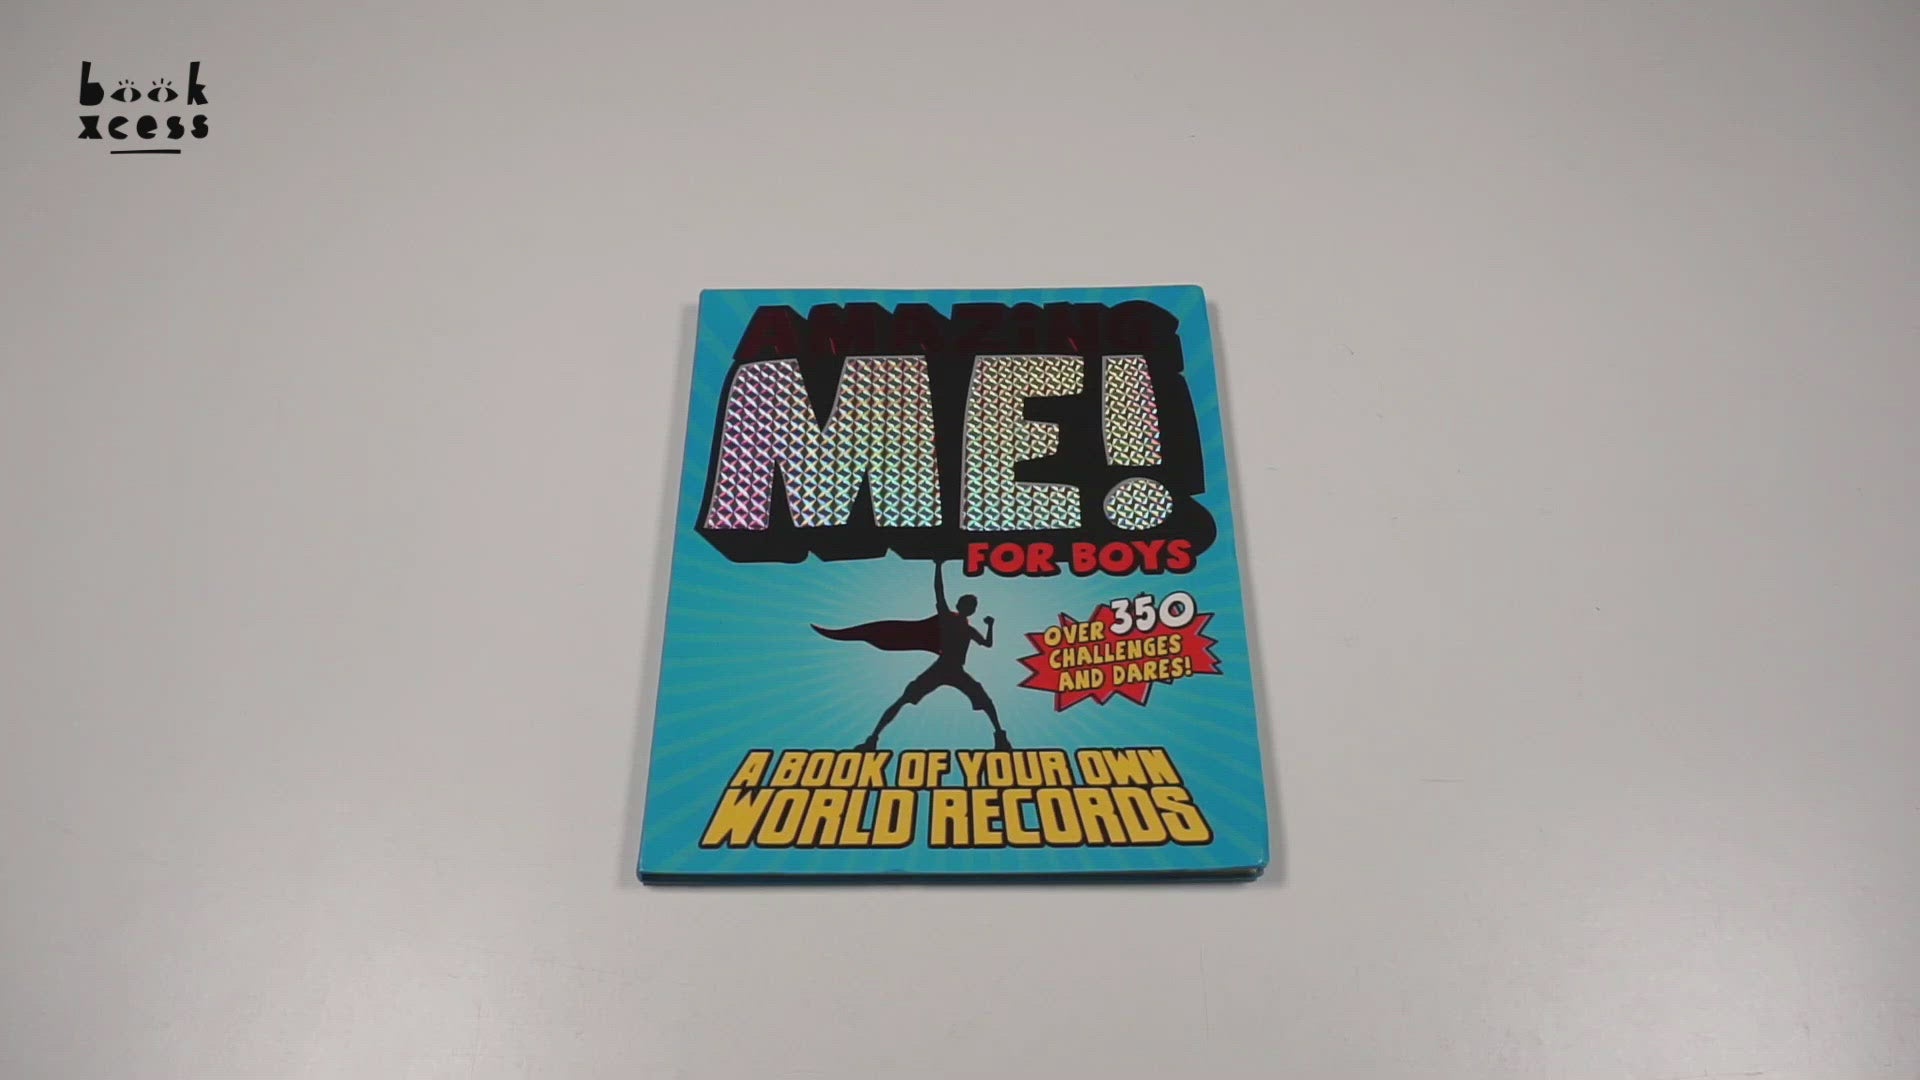 book
xcess
AMAZiNG
ME!
FOR BOYS
OVER 350
CHALLENGES
AND DARES!
A BOOK OF YOUR OWN
WORLD RECORDS